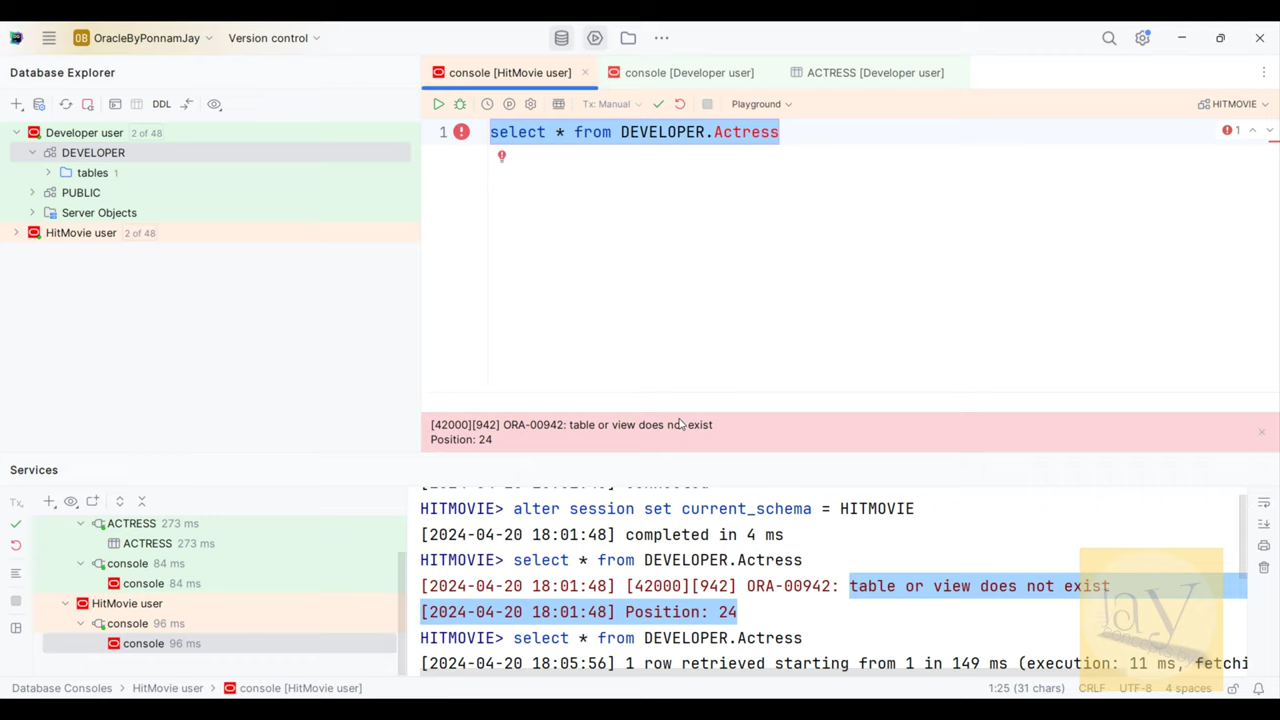 OB OracleByPonnamJay Version control
Database Explorer
console [HitMovie user] console [Developer user] ACTRESS [Developer user]
DDL Tx: Manual Playground HITMOVIE
Developer user 2 of 48
DEVELOPER
tables 1
PUBLIC
Server Objects
HitMovie user 2 of 48
1 select * from DEVELOPER.Actress 1
[42000][942] ORA-00942: table or view does not exist
Position: 24
Services
Tx
ACTRESS 273 ms
ACTRESS 273 ms
console 84 ms
console 84 ms
HitMovie user
console 96 ms
console 96 ms
HITMOVIE> alter session set current_schema = HITMOVIE
[2024-04-20 18:01:48] completed in 4 ms
HITMOVIE> select * from DEVELOPER.Actress
[2024-04-20 18:01:48] [42000][942] ORA-00942: table or view does not exist
[2024-04-20 18:01:48] Position: 24
HITMOVIE> select * from DEVELOPER.Actress
[2024-04-20 18:05:56] 1 row retrieved starting from 1 in 149 ms (execution: 11 ms, fetchi
Database Consoles > HitMovie user > console [HitMovie user] 1:25 (31 chars) CRLF UTF-8 4 spaces
Jay